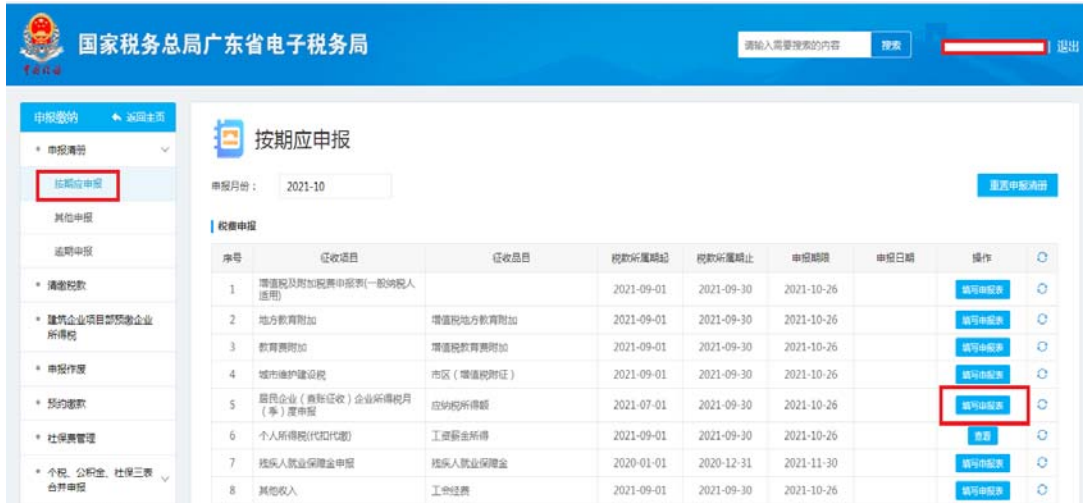 国家税务总局广东省电子税务局
请输入需要搜索的内容 搜索 | 退出
中国税务
申报缴纳 返回主页
申报清册
按期应申报
其他申报
逾期申报
清缴税款
建筑企业项目部预缴企业
所得税
申报作废
预约缴款
社保费管理
个税、公积金、社保三表
合并申报
按期应申报
申报月份： 2021-10 重置申报清册
税费申报
序号 征收项目 征收品目 税款所属期起 税款所属期止 申报期限 申报日期 操作
1 增值税及附加税费申报表(一般纳税人
适用) 2021-09-01 2021-09-30 2021-10-26 填写申报表
2 地方教育附加 增值税地方教育附加 2021-09-01 2021-09-30 2021-10-26 填写申报表
3 教育费附加 增值税教育费附加 2021-09-01 2021-09-30 2021-10-26 填写申报表
4 城市维护建设税 市区（增值税附征） 2021-09-01 2021-09-30 2021-10-26 填写申报表
5 居民企业（查账征收）企业所得税月
（季）度申报 应纳税所得额 2021-07-01 2021-09-30 2021-10-26 填写申报表
6 个人所得税(代扣代缴) 工资薪金所得 2021-09-01 2021-09-30 2021-10-26 查看
7 残疾人就业保障金申报 残疾人就业保障金 2020-01-01 2020-12-31 2021-11-30 填写申报表
8 其他收入 工会经费 2021-09-01 2021-09-30 2021-10-26 填写申报表